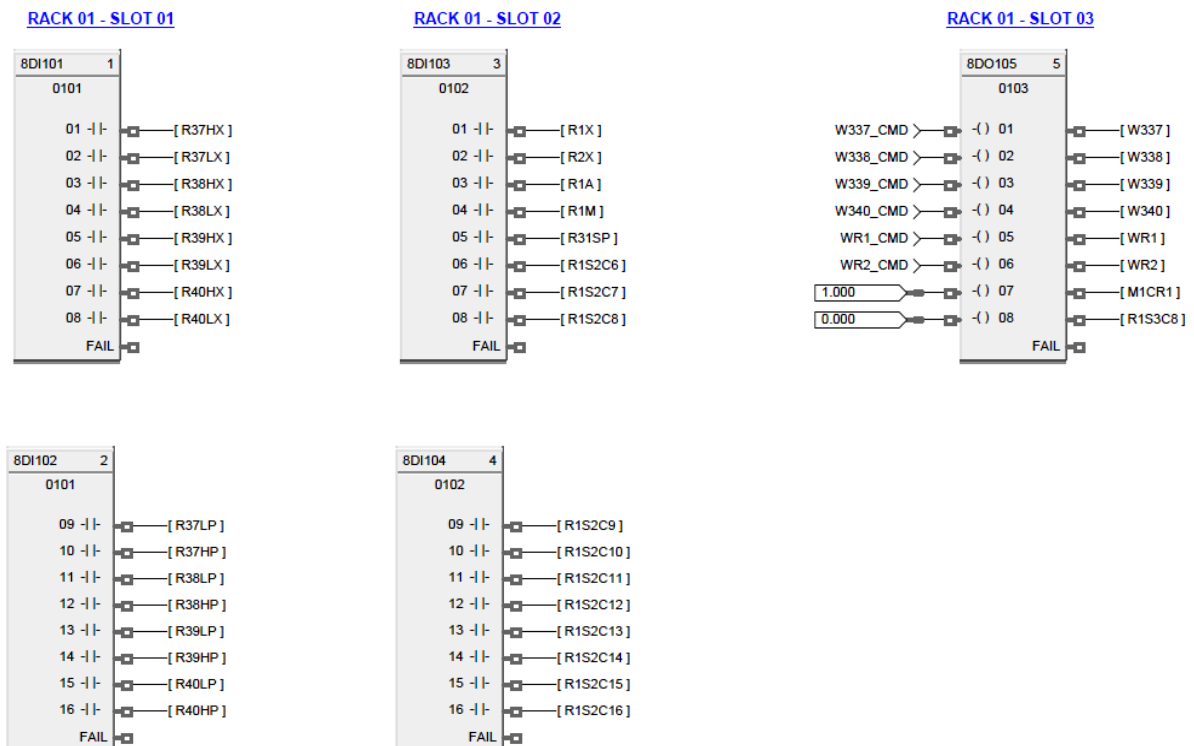 RACK 01 - SLOT 01
8DI101 1
0101
01 -| |- [ R37HX ]
02 -| |- [ R37LX ]
03 -| |- [ R38HX ]
04 -| |- [ R38LX ]
05 -| |- [ R39HX ]
06 -| |- [ R39LX ]
07 -| |- [ R40HX ]
08 -| |- [ R40LX ]
FAIL
RACK 01 - SLOT 02
8DI103 3
0102
01 -| |- [ R1X ]
02 -| |- [ R2X ]
03 -| |- [ R1A ]
04 -| |- [ R1M ]
05 -| |- [ R31SP ]
06 -| |- [ R1S2C6 ]
07 -| |- [ R1S2C7 ]
08 -| |- [ R1S2C8 ]
FAIL
RACK 01 - SLOT 03
8DO105 5
0103
W337_CMD -( ) 01 [ W337 ]
W338_CMD -( ) 02 [ W338 ]
W339_CMD -( ) 03 [ W339 ]
W340_CMD -( ) 04 [ W340 ]
WR1_CMD -( ) 05 [ WR1 ]
WR2_CMD -( ) 06 [ WR2 ]
1.000 -( ) 07 [ M1CR1 ]
0.000 -( ) 08 [ R1S3C8 ]
FAIL
8DI102 2
0101
09 -| |- [ R37LP ]
10 -| |- [ R37HP ]
11 -| |- [ R38LP ]
12 -| |- [ R38HP ]
13 -| |- [ R39LP ]
14 -| |- [ R39HP ]
15 -| |- [ R40LP ]
16 -| |- [ R40HP ]
FAIL
8DI104 4
0102
09 -| |- [ R1S2C9 ]
10 -| |- [ R1S2C10 ]
11 -| |- [ R1S2C11 ]
12 -| |- [ R1S2C12 ]
13 -| |- [ R1S2C13 ]
14 -| |- [ R1S2C14 ]
15 -| |- [ R1S2C15 ]
16 -| |- [ R1S2C16 ]
FAIL